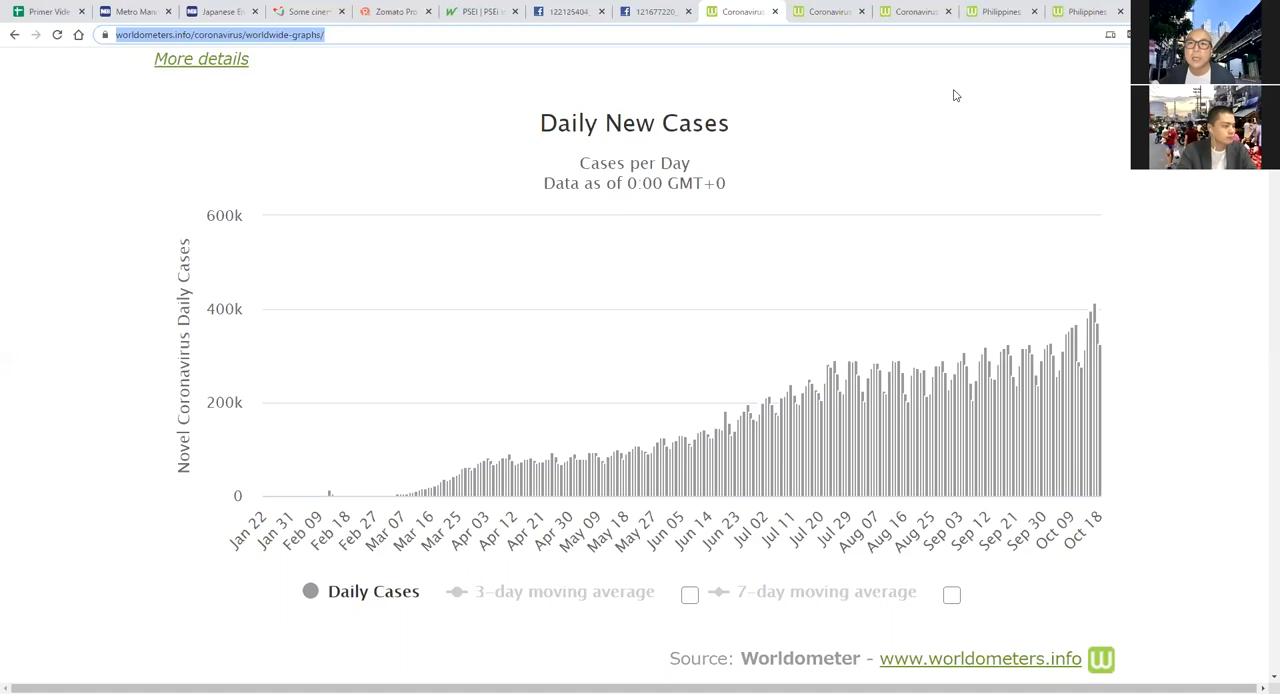 Primer Vide
Metro Man
Japanese E
Some ciner
Zomato Pro
PSEi | PSEi i
122125404_
121677220_
Coronavirus
Coronavirus
Coronavirus
Philippines
Philippines
worldometers.info/coronavirus/worldwide-graphs/
More details
Daily New Cases
Cases per Day
Data as of 0:00 GMT+0
Novel Coronavirus Daily Cases
600k
400k
200k
0
Jan 22
Jan 31
Feb 09
Feb 18
Feb 27
Mar 07
Mar 16
Mar 25
Apr 03
Apr 12
Apr 21
Apr 30
May 09
May 18
May 27
Jun 05
Jun 14
Jun 23
Jul 02
Jul 11
Jul 20
Jul 29
Aug 07
Aug 16
Aug 25
Sep 03
Sep 12
Sep 21
Sep 30
Oct 09
Oct 18
Daily Cases
3-day moving average
7-day moving average
Source: Worldometer - www.worldometers.info
W